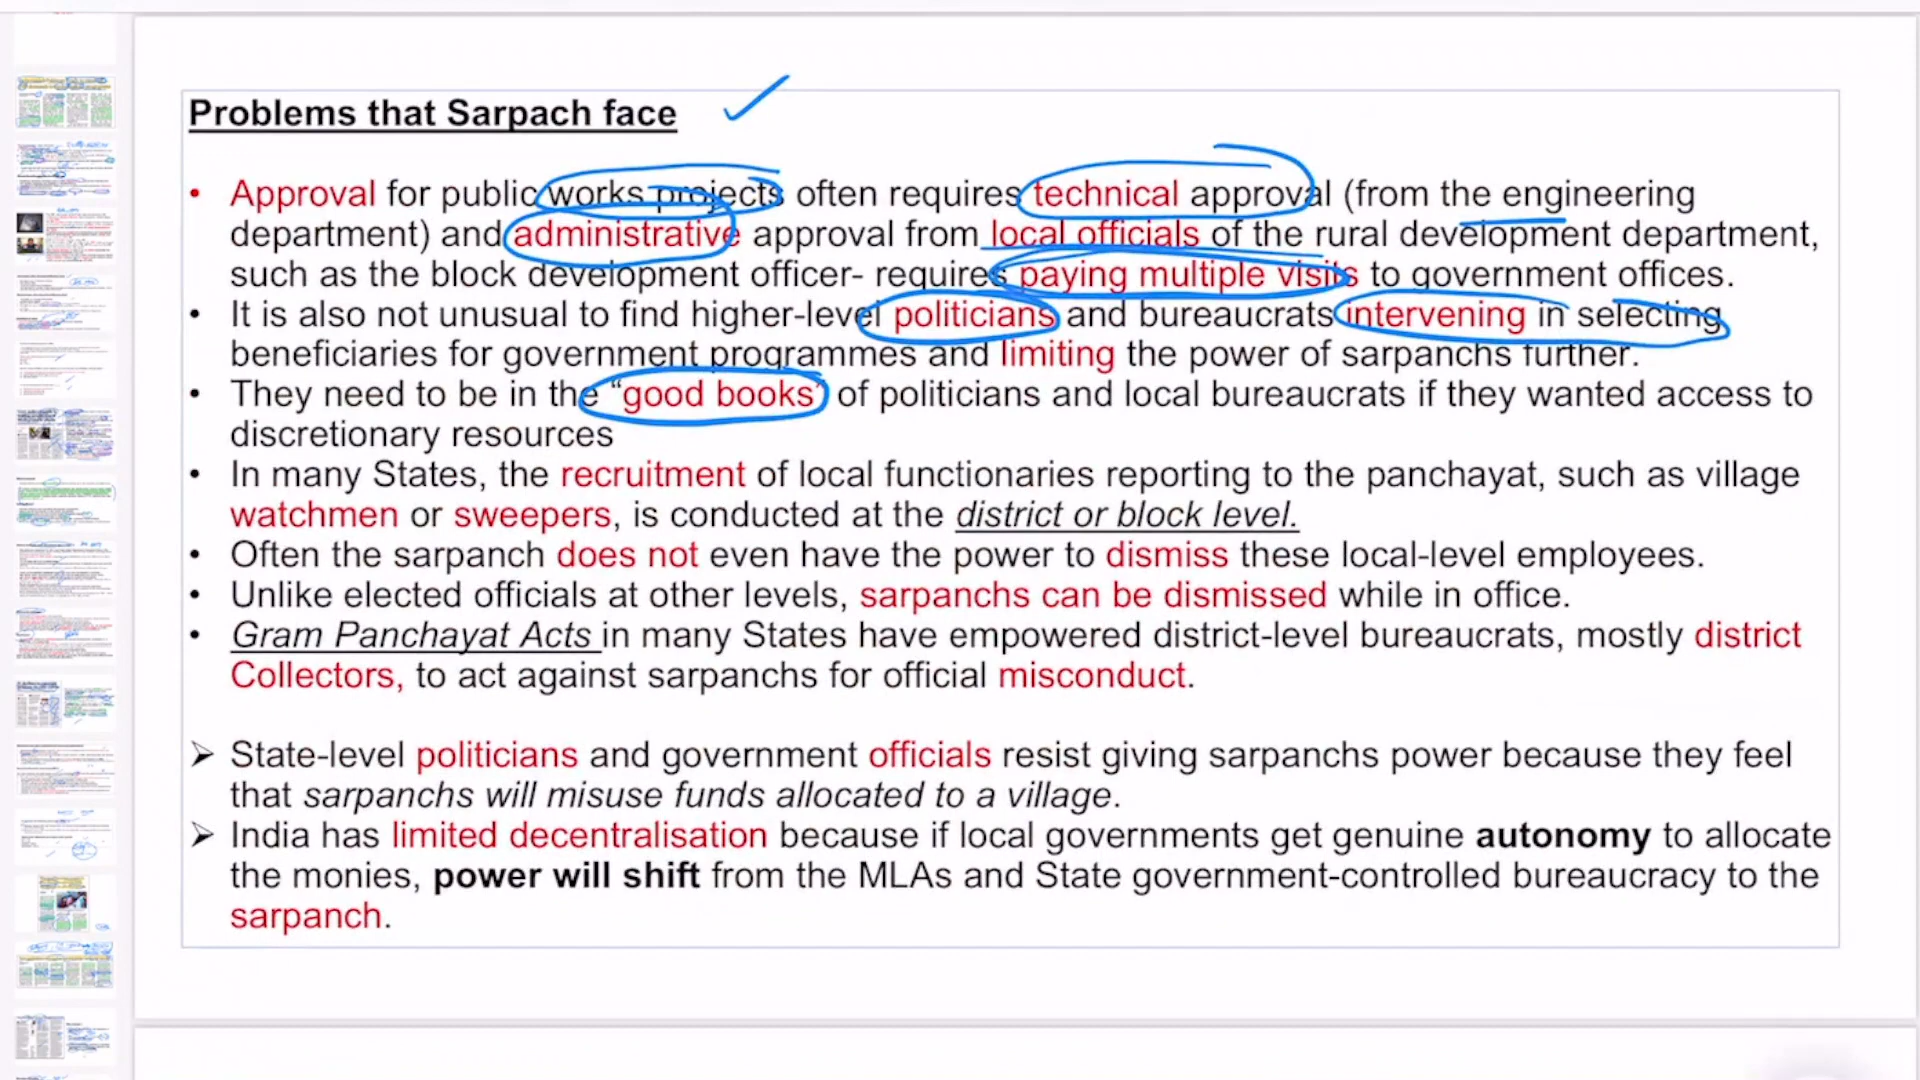 Problems that Sarpach face
• Approval for public works projects often requires technical approval (from the engineering
department) and administrative approval from local officials of the rural development department,
such as the block development officer- requires paying multiple visits to government offices.
• It is also not unusual to find higher-level politicians and bureaucrats intervening in selecting
beneficiaries for government programmes and limiting the power of sarpanchs further.
• They need to be in the “good books” of politicians and local bureaucrats if they wanted access to
discretionary resources
• In many States, the recruitment of local functionaries reporting to the panchayat, such as village
watchmen or sweepers, is conducted at the district or block level.
• Often the sarpanch does not even have the power to dismiss these local-level employees.
• Unlike elected officials at other levels, sarpanchs can be dismissed while in office.
• Gram Panchayat Acts in many States have empowered district-level bureaucrats, mostly district
Collectors, to act against sarpanchs for official misconduct.
➢ State-level politicians and government officials resist giving sarpanchs power because they feel
that sarpanchs will misuse funds allocated to a village.
➢ India has limited decentralisation because if local governments get genuine autonomy to allocate
the monies, power will shift from the MLAs and State government-controlled bureaucracy to the
sarpanch.